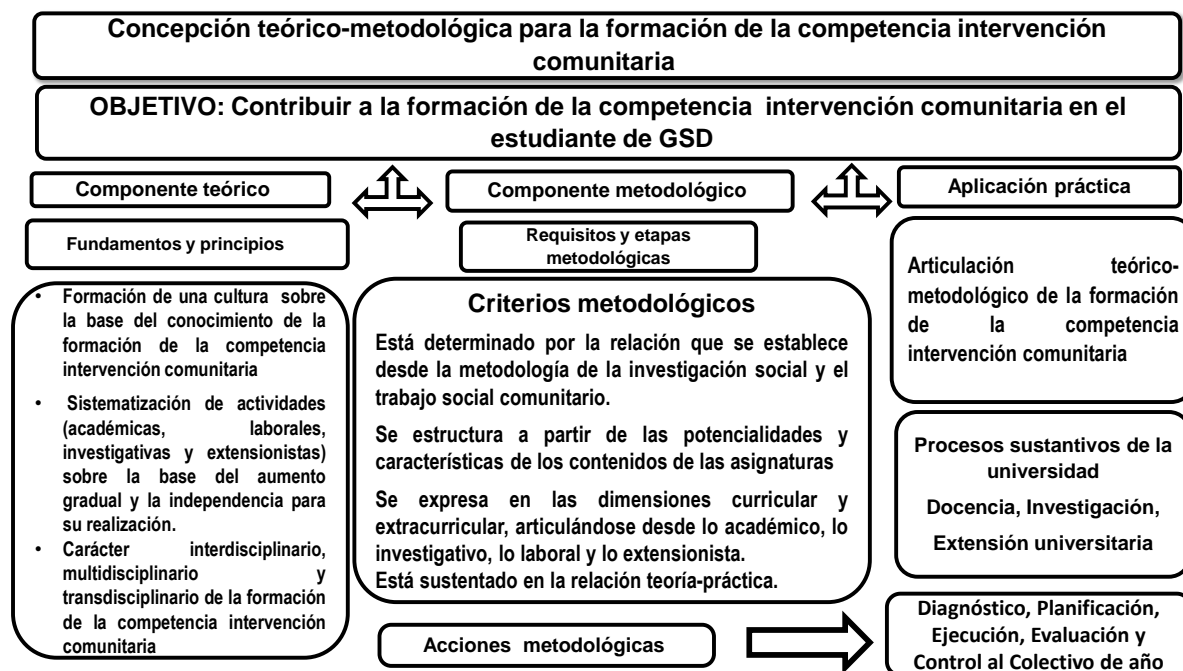 Concepción teórico-metodológica para la formación de la competencia intervención
comunitaria
OBJETIVO: Contribuir a la formación de la competencia intervención comunitaria en el
estudiante de GSD
Componente teórico
Fundamentos y principios
• Formación de una cultura sobre
la base del conocimiento de la
formación de la competencia
intervención comunitaria
• Sistematización de actividades
(académicas, laborales,
investigativas y extensionistas)
sobre la base del aumento
gradual y la independencia para
su realización.
• Carácter interdisciplinario,
multidisciplinario y
transdisciplinario de la formación
de la competencia intervención
comunitaria
Componente metodológico
Requisitos y etapas
metodológicas
Criterios metodológicos
Está determinado por la relación que se establece
desde la metodología de la investigación social y el
trabajo social comunitario.
Se estructura a partir de las potencialidades y
características de los contenidos de las asignaturas
Se expresa en las dimensiones curricular y
extracurricular, articulándose desde lo académico, lo
investigativo, lo laboral y lo extensionista.
Está sustentado en la relación teoría-práctica.
Acciones metodológicas
Aplicación práctica
Articulación teórico-
metodológico de la formación
de la competencia
intervención comunitaria
Procesos sustantivos de la
universidad
Docencia, Investigación,
Extensión universitaria
Diagnóstico, Planificación,
Ejecución, Evaluación y
Control al Colectivo de año